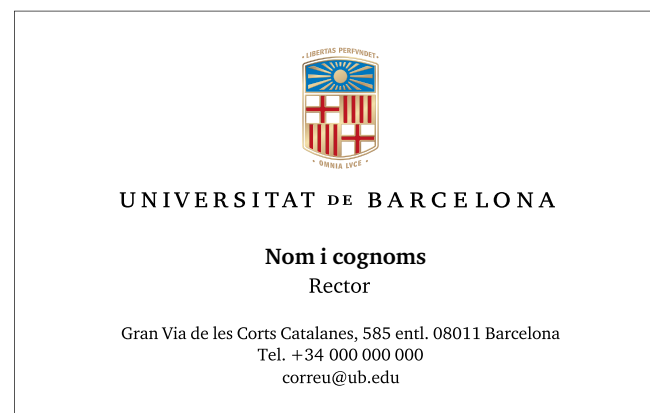 · LIBERTAS PERFVNDET ·
· OMNIA LVCE ·
UNIVERSITAT DE BARCELONA
Nom i cognoms
Rector
Gran Via de les Corts Catalanes, 585 entl. 08011 Barcelona
Tel. +34 000 000 000
correu@ub.edu